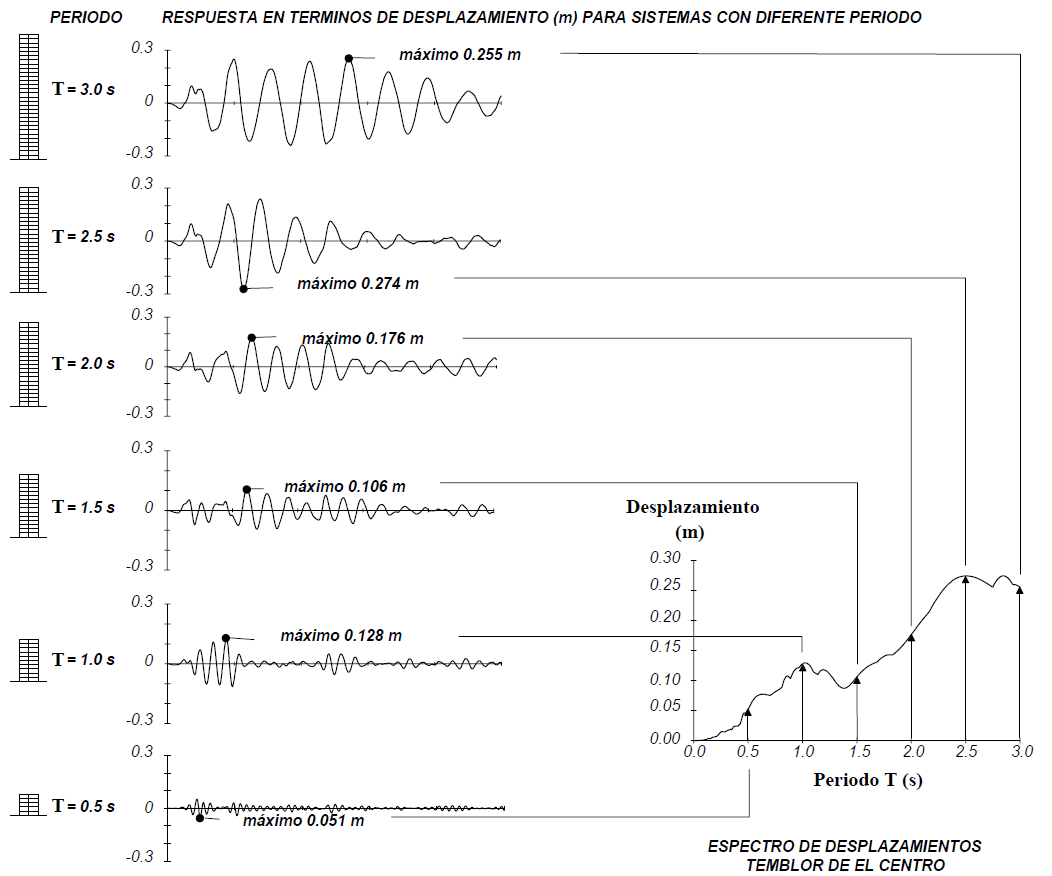 PERIODO
RESPUESTA EN TERMINOS DE DESPLAZAMIENTO (m) PARA SISTEMAS CON DIFERENTE PERIODO
T = 3.0 s
0.3
0
-0.3
máximo 0.255 m
T = 2.5 s
0.3
0
-0.3
máximo 0.274 m
T = 2.0 s
0.3
0
-0.3
máximo 0.176 m
T = 1.5 s
0.3
0
-0.3
máximo 0.106 m
T = 1.0 s
0.3
0
-0.3
máximo 0.128 m
T = 0.5 s
0.3
0
-0.3
máximo 0.051 m
Desplazamiento
(m)
0.30
0.25
0.20
0.15
0.10
0.05
0.00
0.0 0.5 1.0 1.5 2.0 2.5 3.0
Periodo T (s)
ESPECTRO DE DESPLAZAMIENTOS
TEMBLOR DE EL CENTRO